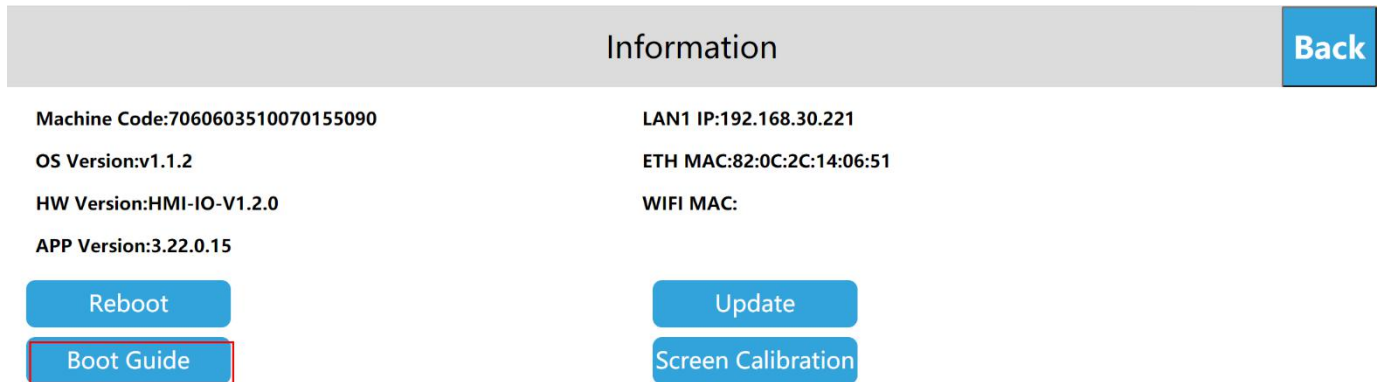 Information
Back
Machine Code:7060603510070155090
LAN1 IP:192.168.30.221
OS Version:v1.1.2
ETH MAC:82:0C:2C:14:06:51
HW Version:HMI-IO-V1.2.0
WIFI MAC:
APP Version:3.22.0.15
Reboot
Update
Boot Guide
Screen Calibration